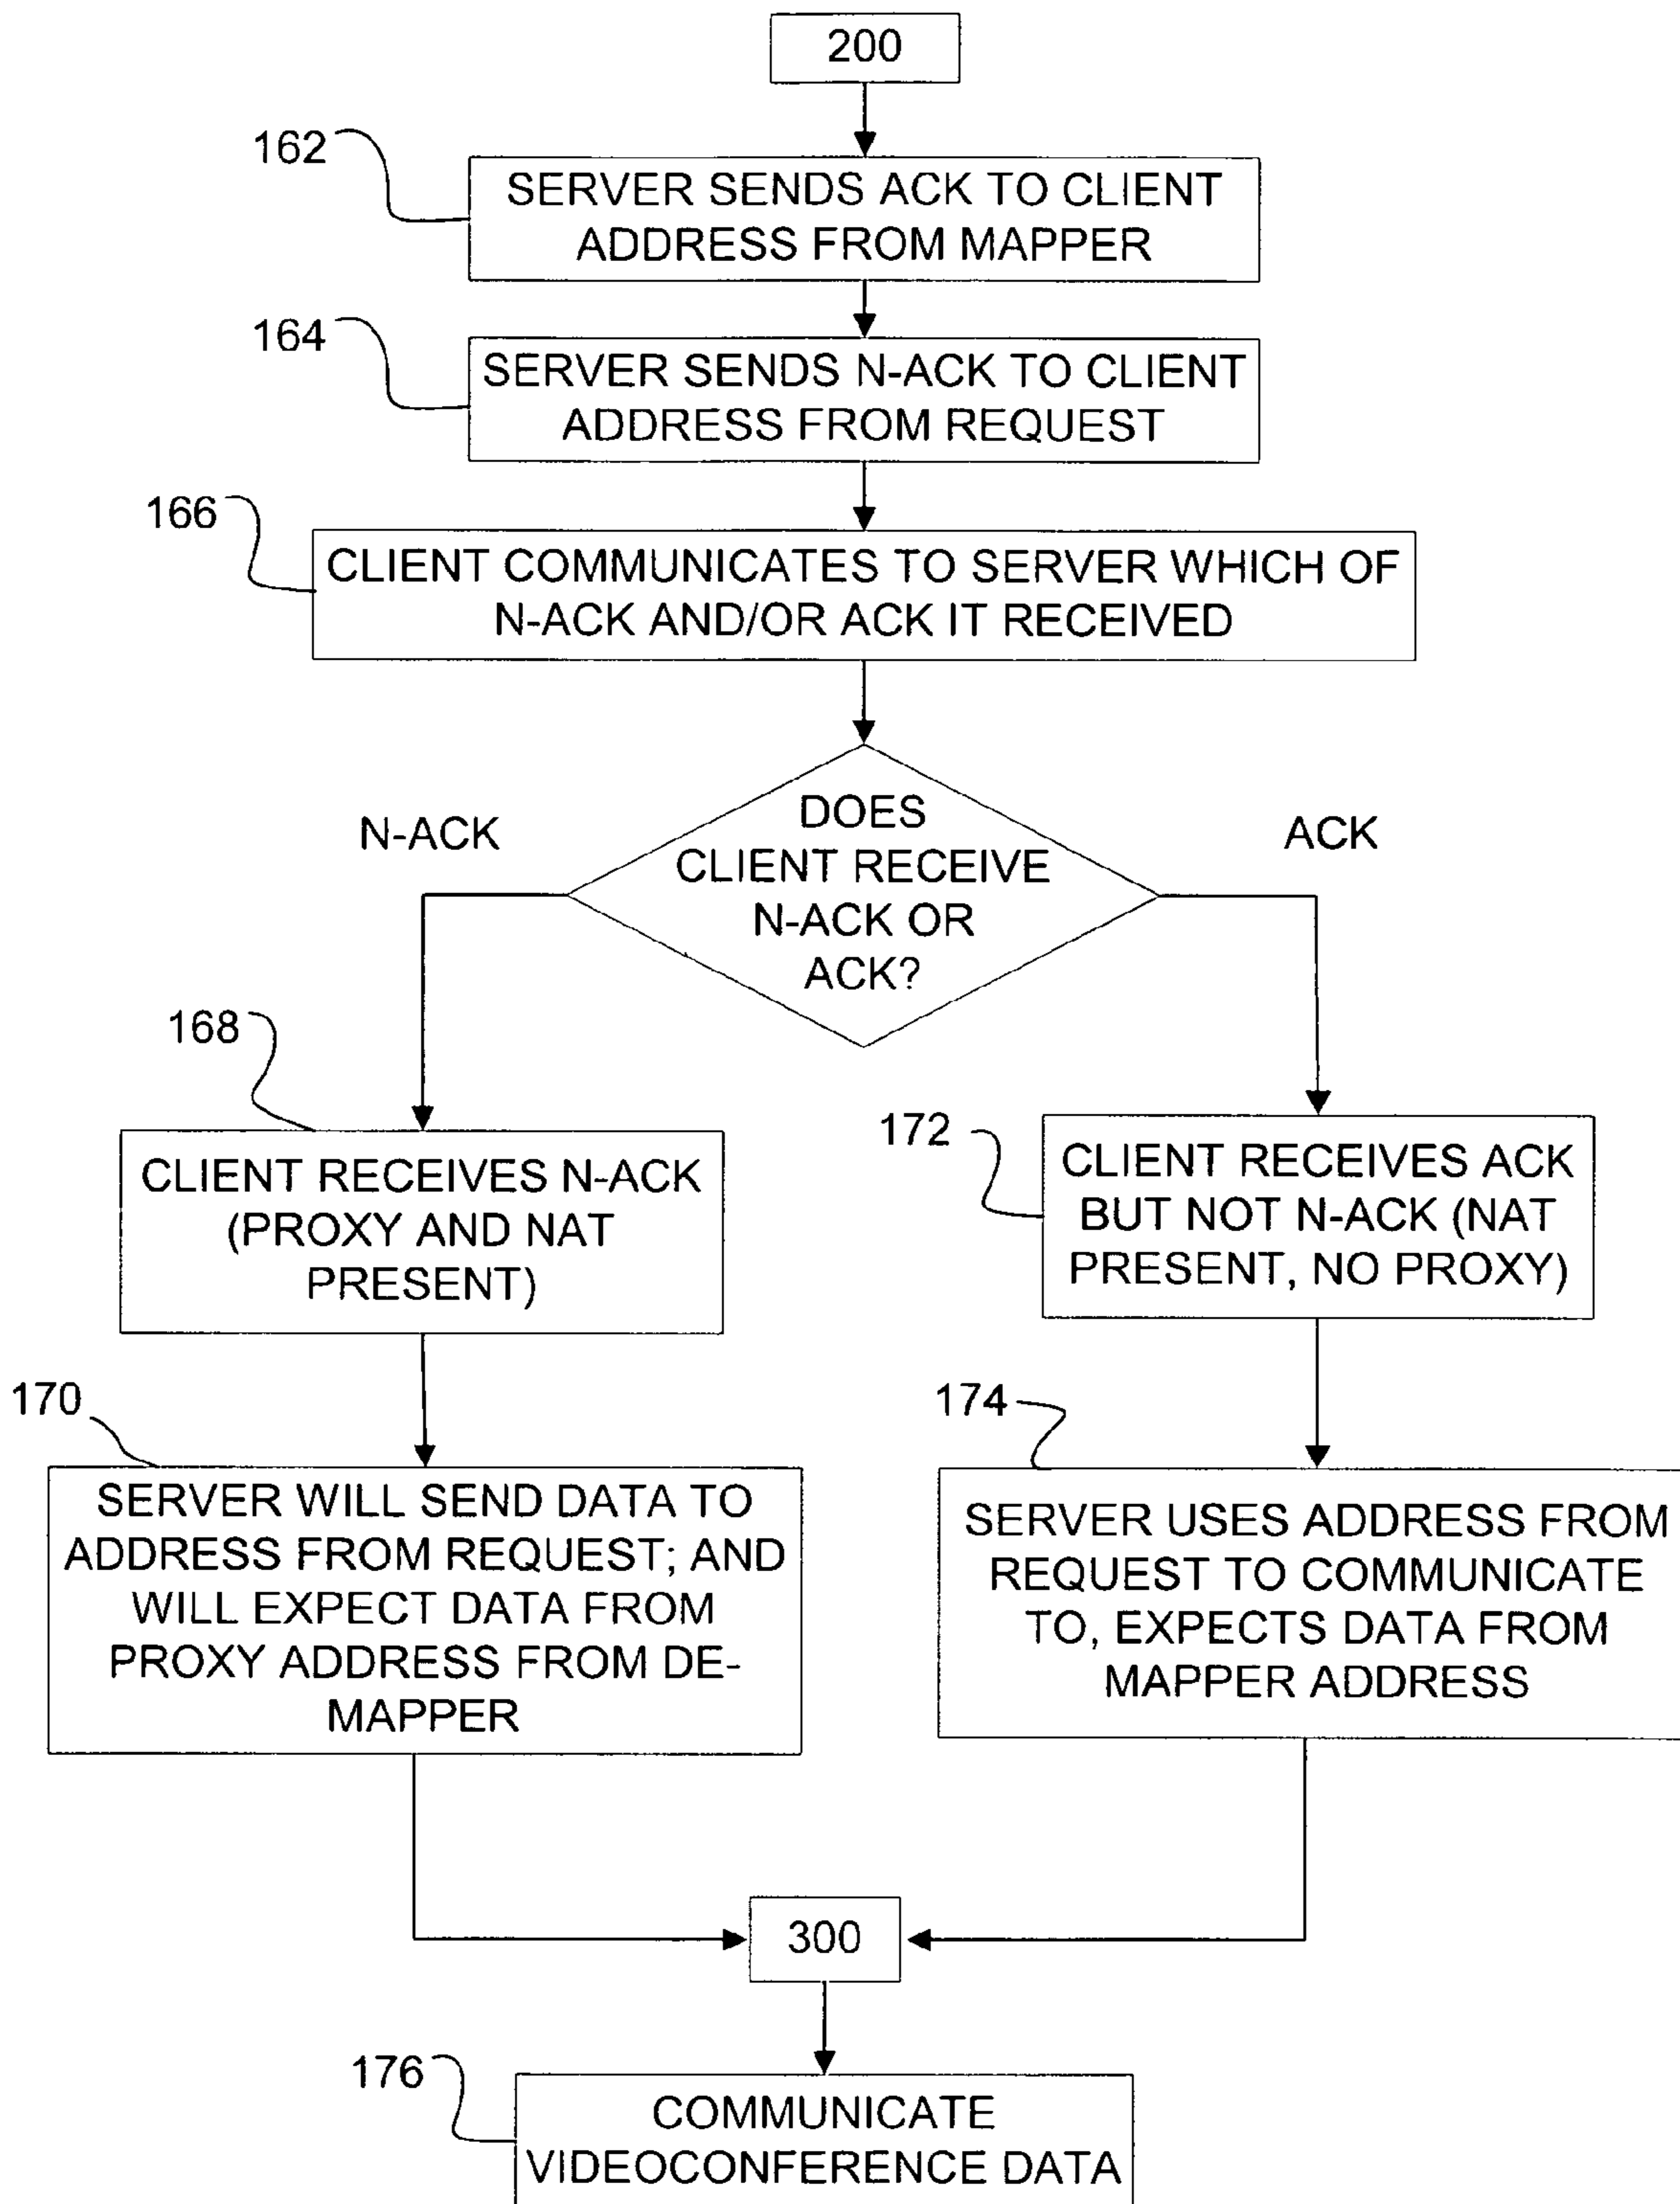 200
162
SERVER SENDS ACK TO CLIENT
ADDRESS FROM MAPPER
164
SERVER SENDS N-ACK TO CLIENT
ADDRESS FROM REQUEST
166
CLIENT COMMUNICATES TO SERVER WHICH OF
N-ACK AND/OR ACK IT RECEIVED
N-ACK
DOES
CLIENT RECEIVE
N-ACK OR
ACK?
ACK
168
CLIENT RECEIVES N-ACK
(PROXY AND NAT
PRESENT)
172
CLIENT RECEIVES ACK
BUT NOT N-ACK (NAT
PRESENT, NO PROXY)
170
SERVER WILL SEND DATA TO
ADDRESS FROM REQUEST; AND
WILL EXPECT DATA FROM
PROXY ADDRESS FROM DE-
MAPPER
174
SERVER USES ADDRESS FROM
REQUEST TO COMMUNICATE
TO, EXPECTS DATA FROM
MAPPER ADDRESS
300
176
COMMUNICATE
VIDEOCONFERENCE DATA